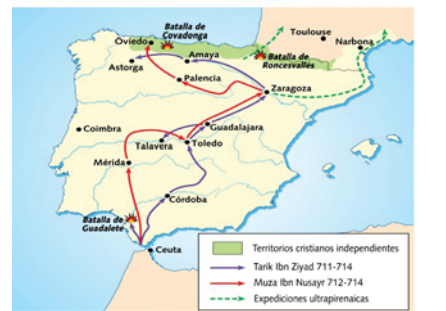 Batalla de
Covadonga
Toulouse
Oviedo
Narbona
Amaya
Batalla de
Roncesvalles
Astorga
Palencia
Zaragoza
Coimbra
Guadalajara
Talavera
Toledo
Mérida
Córdoba
Batalla de
Guadalete
Ceuta
Territorios cristianos independientes
Tarik Ibn Ziyad 711-714
Muza Ibn Nusayr 712-714
Expediciones ultrapirenaicas